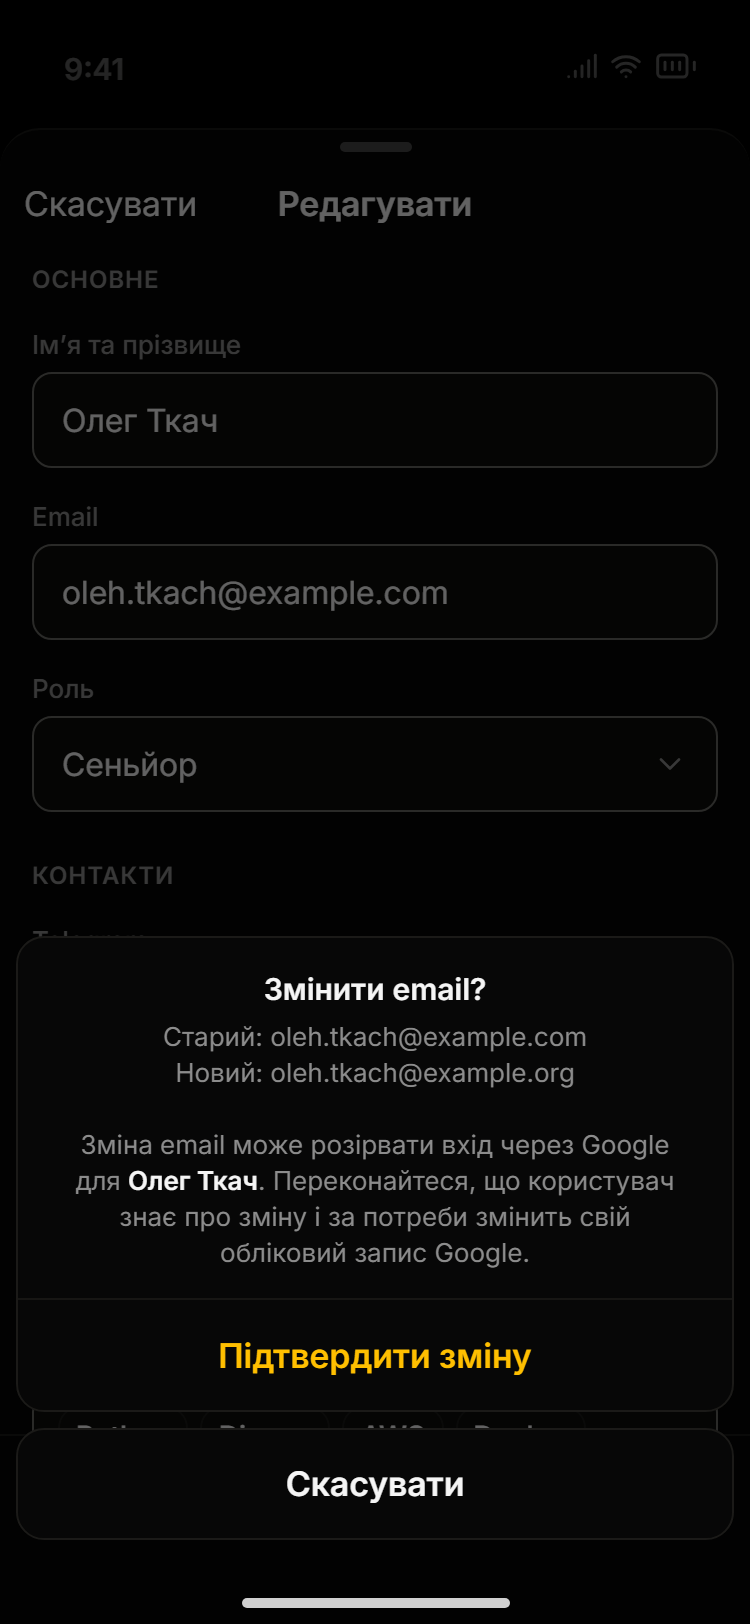 9:41
Скасувати
Редагувати
ОСНОВНЕ
Ім’я та прізвище
Олег Ткач
Email
oleh.tkach@example.com
Роль
Сеньйор
КОНТАКТИ
Змінити email?
Старий: oleh.tkach@example.com
Новий: oleh.tkach@example.org
Зміна email може розірвати вхід через Google
для Олег Ткач. Переконайтеся, що користувач
знає про зміну і за потреби змінить свій
обліковий запис Google.
Підтвердити зміну
Скасувати